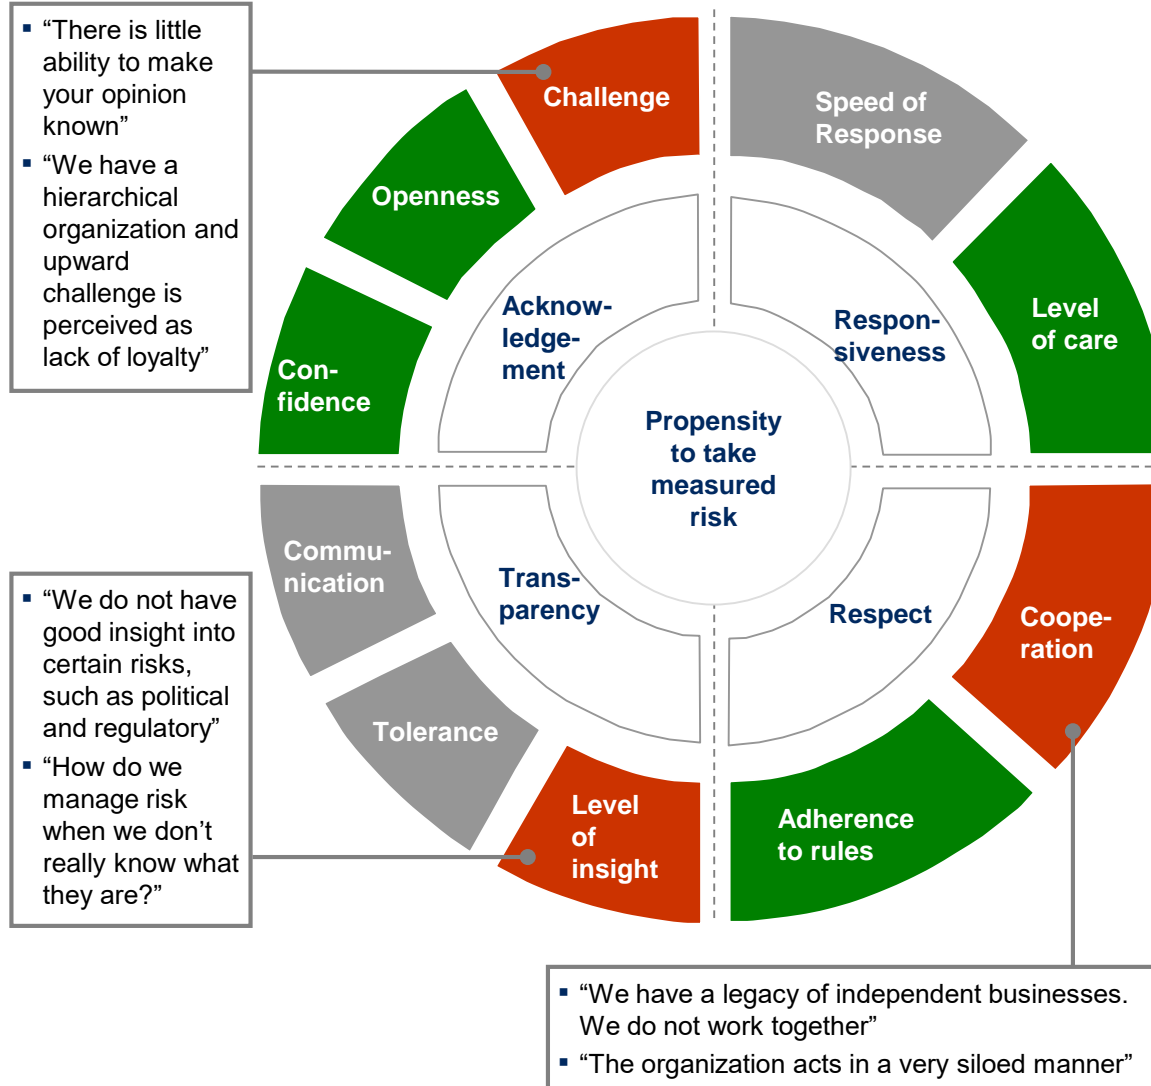 ▪ “There is little
ability to make
your opinion
known”
▪ “We have a
hierarchical
organization and
upward
challenge is
perceived as
lack of loyalty”
Challenge
Speed of
Response
Openness
Level
of care
Con-
fidence
Acknow-
ledge-
ment
Respon-
siveness
Propensity
to take
measured
risk
Commu-
nication
Trans-
parency
Respect
Coope-
ration
Tolerance
Level
of
insight
Adherence
to rules
▪ “We do not have
good insight into
certain risks,
such as political
and regulatory”
▪ “How do we
manage risk
when we don’t
really know what
they are?”
▪ “We have a legacy of independent businesses.
We do not work together”
▪ “The organization acts in a very siloed manner”